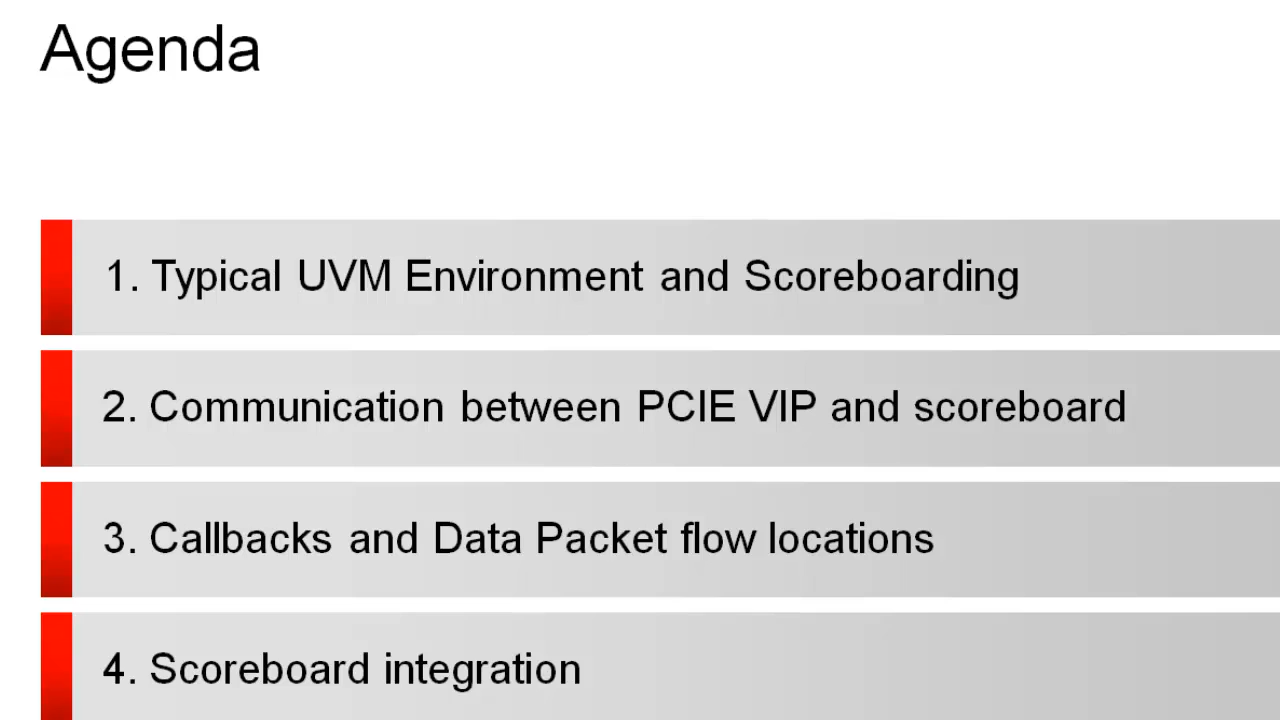 Agenda
1. Typical UVM Environment and Scoreboarding
2. Communication between PCIE VIP and scoreboard
3. Callbacks and Data Packet flow locations
4. Scoreboard integration